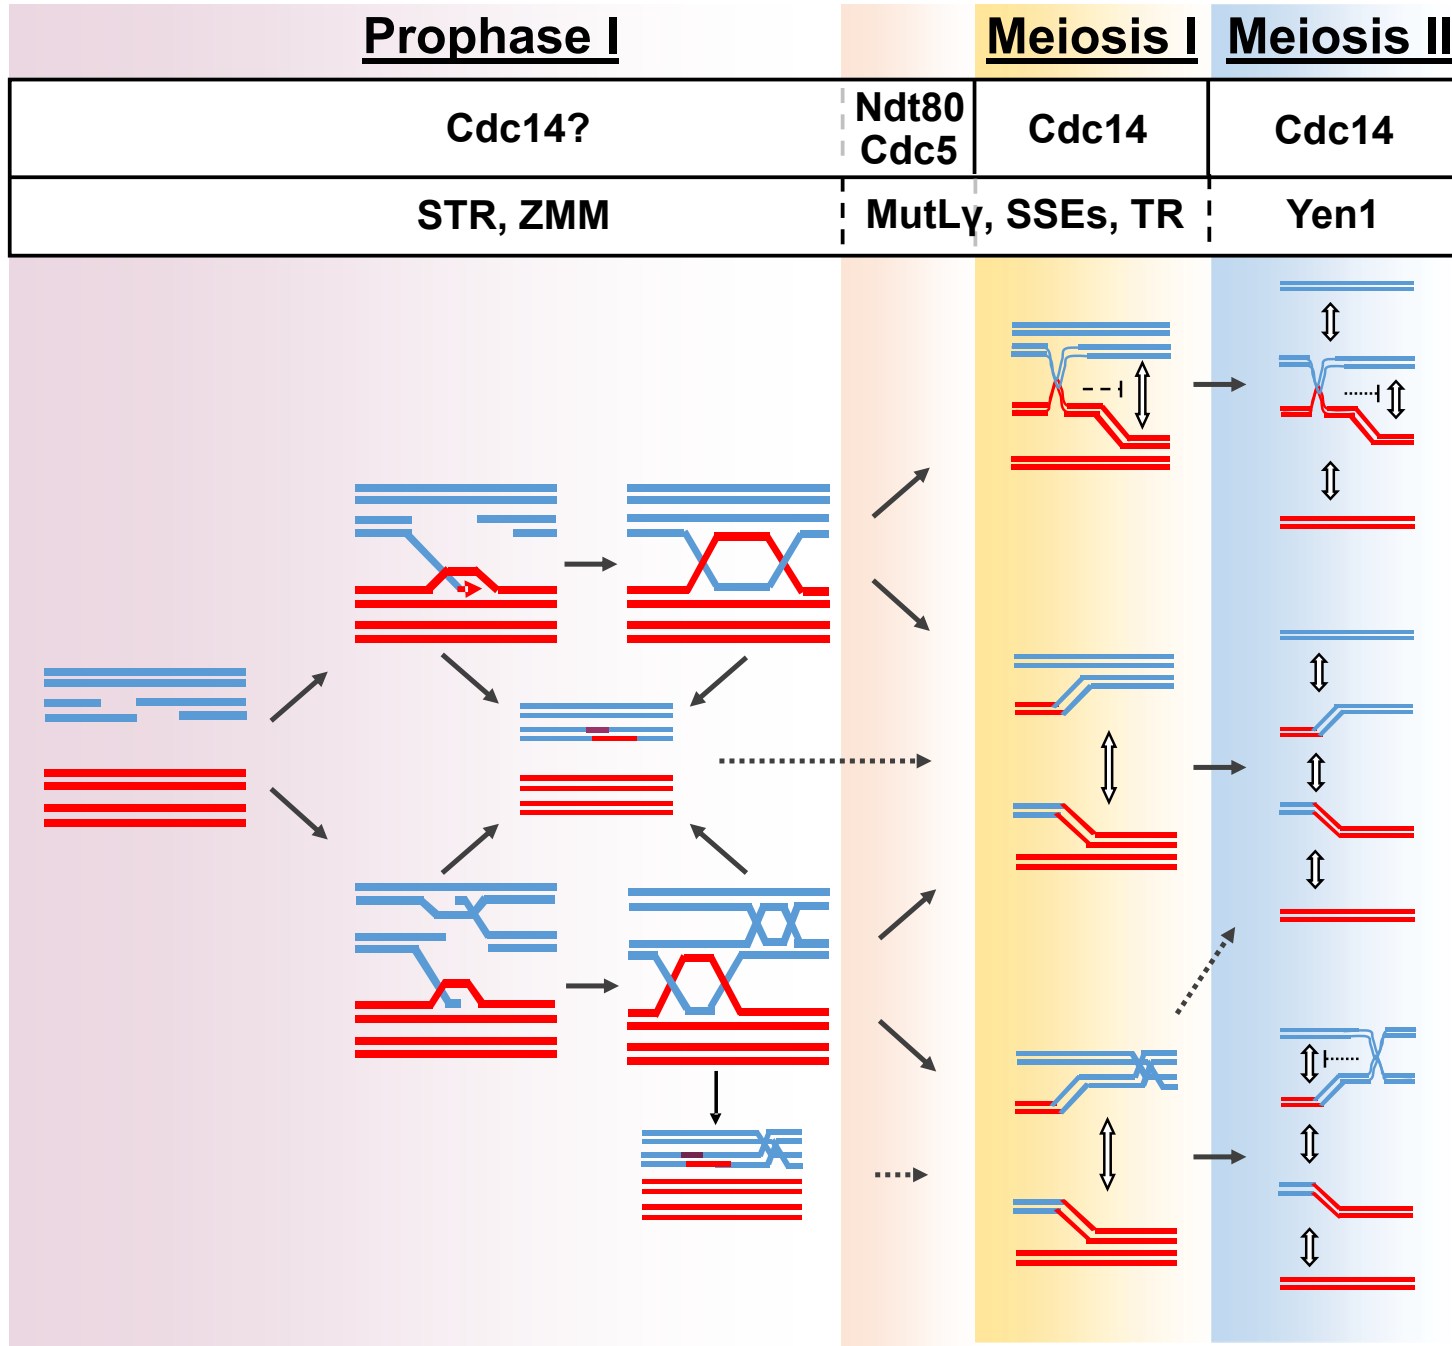 Prophase I
Meiosis I
Meiosis II
Cdc14?
Ndt80
Cdc5
Cdc14
Cdc14
STR, ZMM
MutLγ, SSEs, TR
Yen1